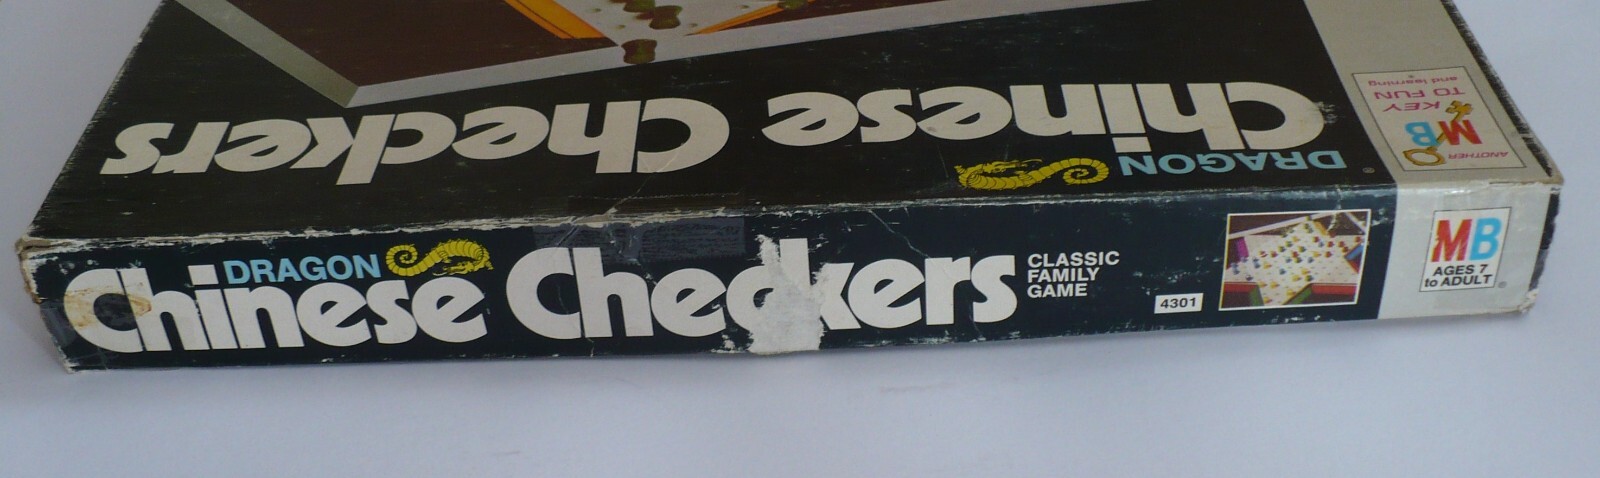 Chinese Checkers
DRAGON
®
ANOTHER
MB
KEY
TO FUN
and learning
DRAGON
Chinese Checkers
CLASSIC
FAMILY
GAME
4301
MB
AGES 7
to ADULT
®